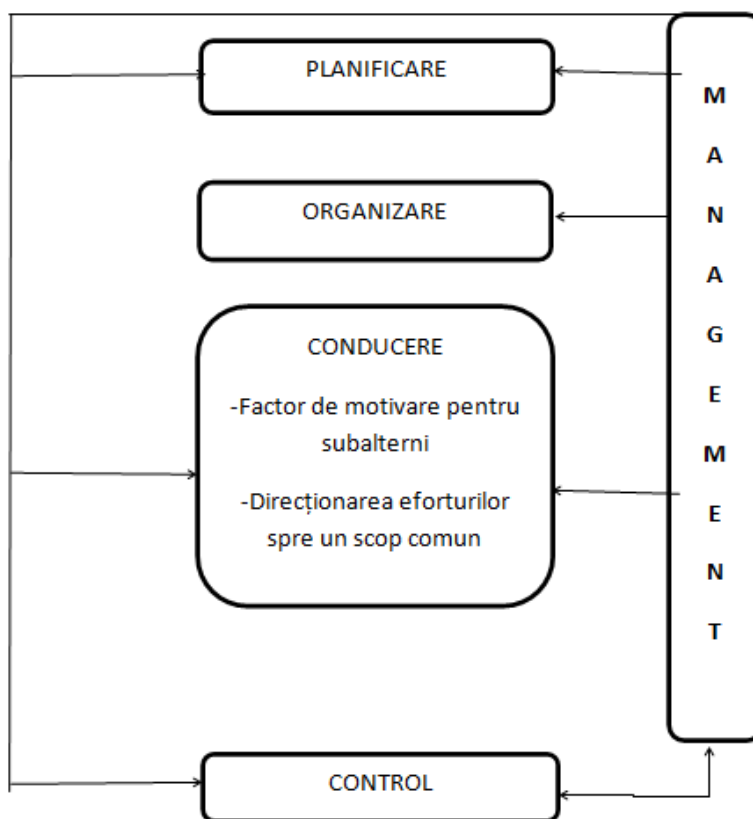 PLANIFICARE
ORGANIZARE
CONDUCERE
-Factor de motivare pentru
subalterni
-Direcționarea eforturilor
spre un scop comun
CONTROL
M
A
N
A
G
E
M
E
N
T